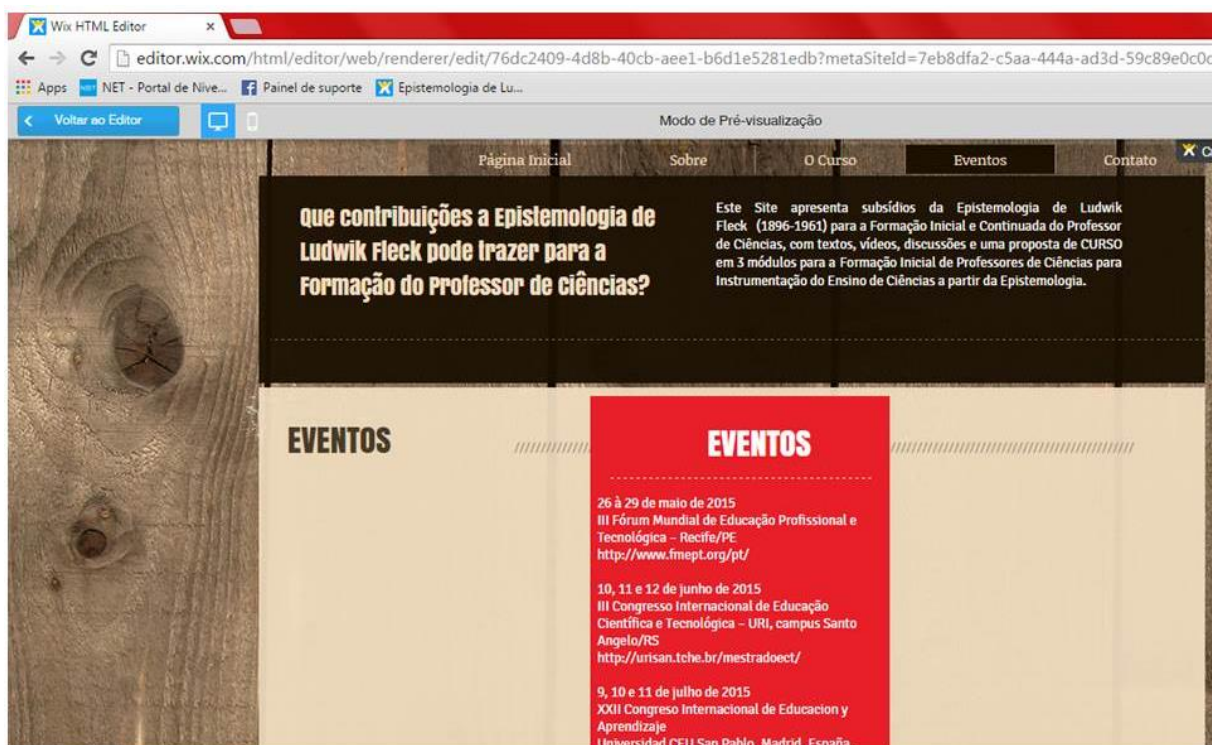 Wix HTML Editor
editor.wix.com/html/editor/web/renderer/edit/76dc2409-4d8b-40cb-aee1-b6d1e5281edb?metaSiteId=7eb8dfa2-c5aa-444a-ad3d-59c89e0c0c
Apps NET - Portal de Nive... Painel de suporte Epistemologia de Lu...
Voltar ao Editor Modo de Pré-visualização
Página Inicial Sobre O Curso Eventos Contato
Que contribuições a Epistemologia de
Ludwik Fleck pode trazer para a
Formação do Professor de Ciências?
Este Site apresenta subsídios da Epistemologia de Ludwik
Fleck (1896-1961) para a Formação Inicial e Continuada do Professor
de Ciências, com textos, vídeos, discussões e uma proposta de CURSO
em 3 módulos para a Formação Inicial de Professores de Ciências para
Instrumentação do Ensino de Ciências a partir da Epistemologia.
EVENTOS
EVENTOS
26 à 29 de maio de 2015
III Fórum Mundial de Educação Profissional e
Tecnológica – Recife/PE
http://www.fmept.org/pt/
10, 11 e 12 de junho de 2015
III Congresso Internacional de Educação
Científica e Tecnológica – URI, campus Santo
Angelo/RS
http://urisan.tche.br/mestradoect/
9, 10 e 11 de julho de 2015
XXII Congreso Internacional de Educacion y
Aprendizaje
Universidad CEU San Pablo, Madrid, España